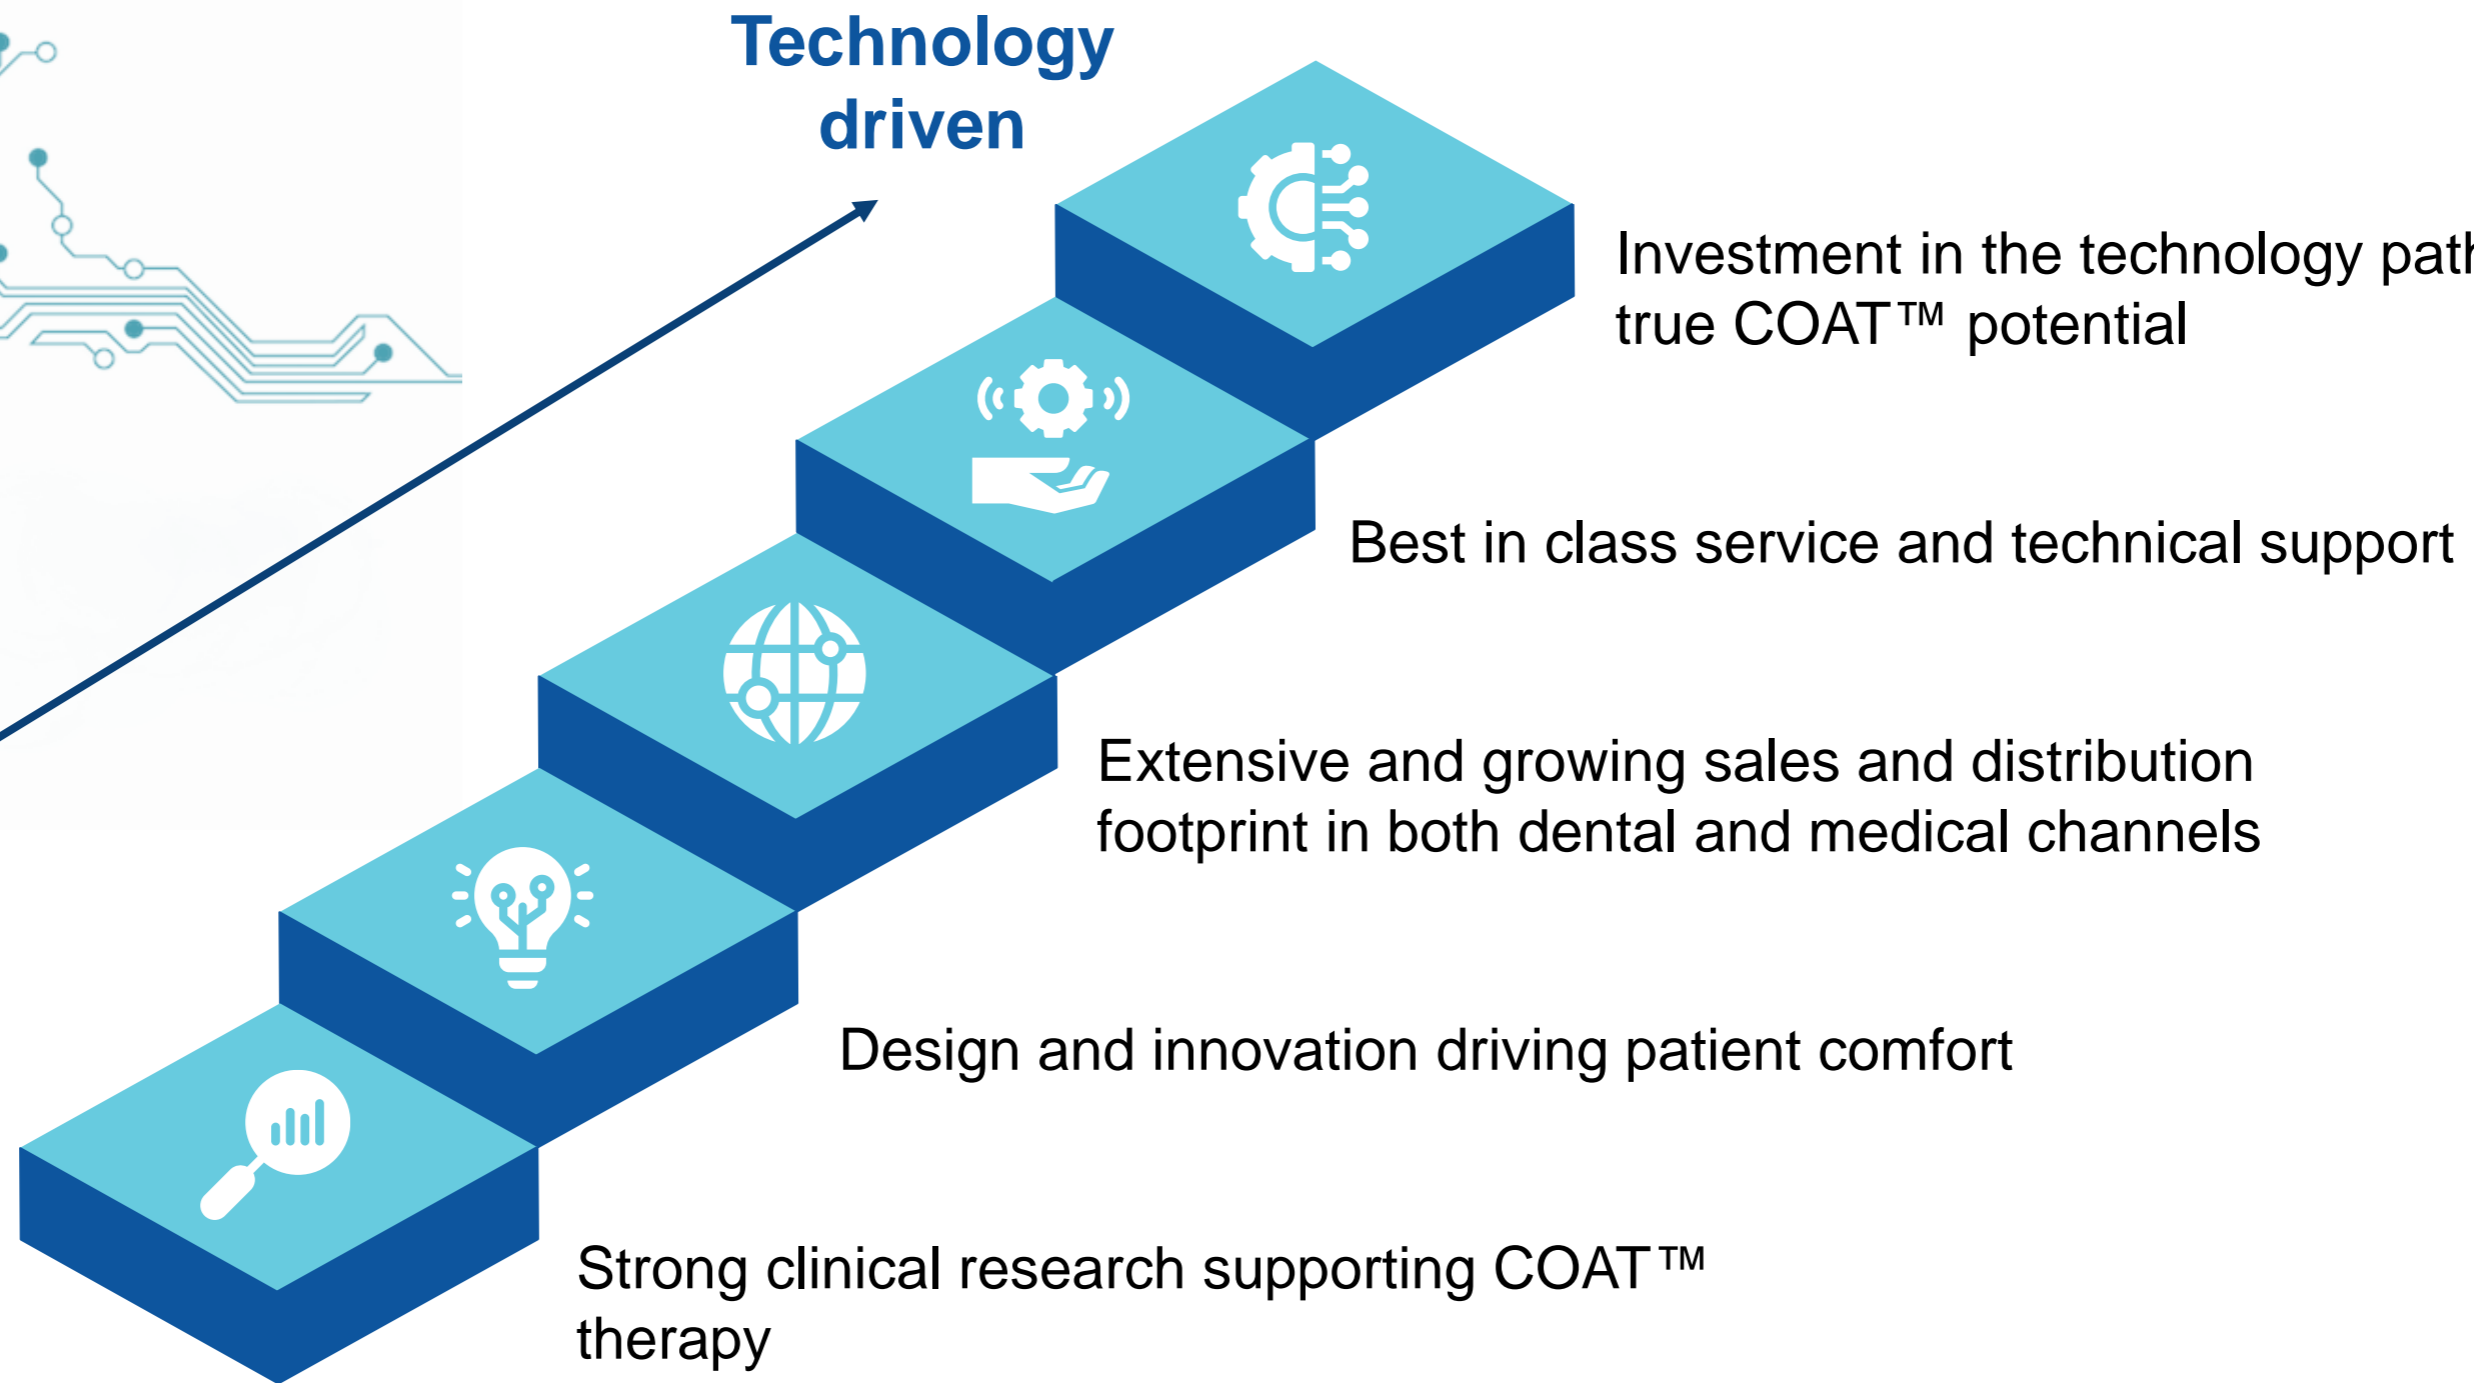 Technology
driven
Investment in the technology
true COAT™ potential
Best in class service and technical support
Extensive and growing sales and distribution
footprint in both dental and medical channels
Design and innovation driving patient comfort
Strong clinical research supporting COAT™
therapy